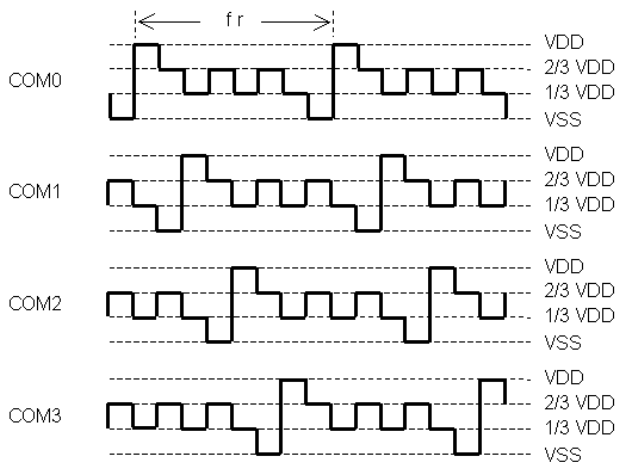 f r
VDD
COM0
2/3 VDD
1/3 VDD
VSS
VDD
COM1
2/3 VDD
1/3 VDD
VSS
VDD
COM2
2/3 VDD
1/3 VDD
VSS
VDD
COM3
2/3 VDD
1/3 VDD
VSS